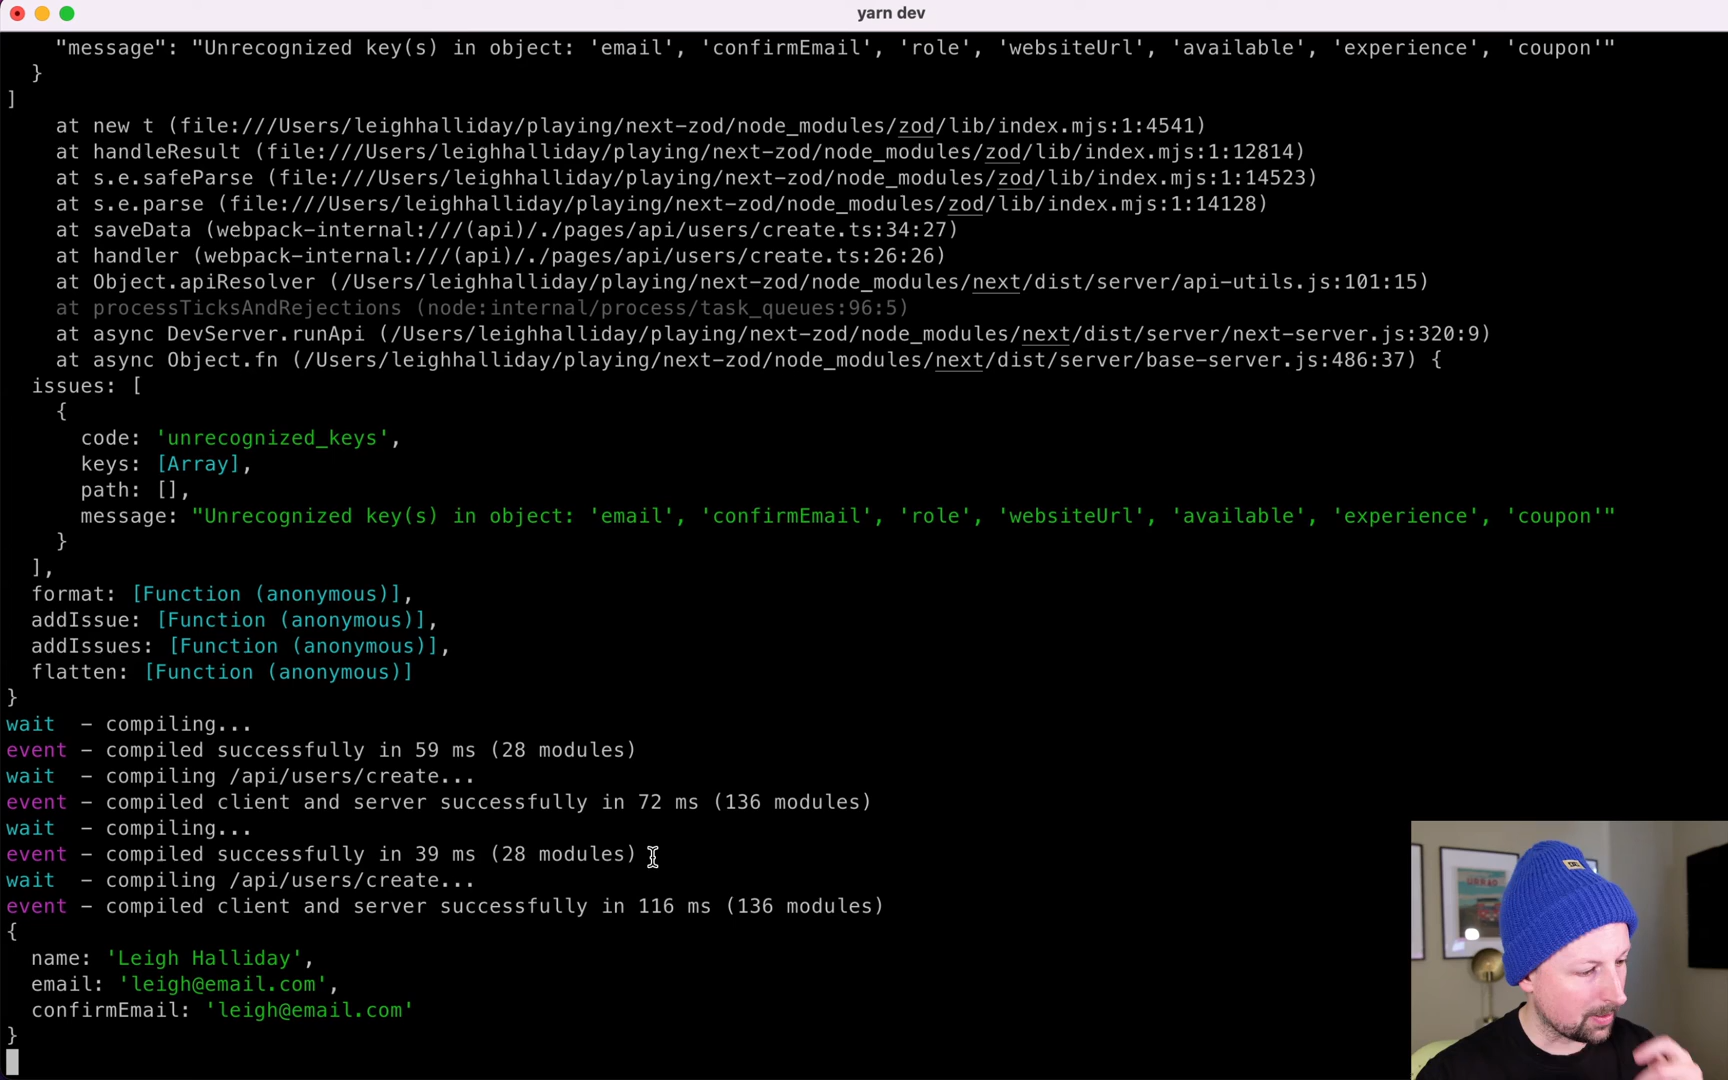 yarn dev
"message": "Unrecognized key(s) in object: 'email', 'confirmEmail', 'role', 'websiteUrl', 'available', 'experience', 'coupon'"
}
]
at new t (file:///Users/leighhalliday/playing/next-zod/node_modules/zod/lib/index.mjs:1:4541)
at handleResult (file:///Users/leighhalliday/playing/next-zod/node_modules/zod/lib/index.mjs:1:12814)
at s.e.safeParse (file:///Users/leighhalliday/playing/next-zod/node_modules/zod/lib/index.mjs:1:14523)
at s.e.parse (file:///Users/leighhalliday/playing/next-zod/node_modules/zod/lib/index.mjs:1:14128)
at saveData (webpack-internal:///(api)/./pages/api/users/create.ts:34:27)
at handler (webpack-internal:///(api)/./pages/api/users/create.ts:26:26)
at Object.apiResolver (/Users/leighhalliday/playing/next-zod/node_modules/next/dist/server/api-utils.js:101:15)
at processTicksAndRejections (node:internal/process/task_queues:96:5)
at async DevServer.runApi (/Users/leighhalliday/playing/next-zod/node_modules/next/dist/server/next-server.js:320:9)
at async Object.fn (/Users/leighhalliday/playing/next-zod/node_modules/next/dist/server/base-server.js:486:37) {
issues: [
{
code: 'unrecognized_keys',
keys: [Array],
path: [],
message: "Unrecognized key(s) in object: 'email', 'confirmEmail', 'role', 'websiteUrl', 'available', 'experience', 'coupon'"
}
],
format: [Function (anonymous)],
addIssue: [Function (anonymous)],
addIssues: [Function (anonymous)],
flatten: [Function (anonymous)]
}
wait - compiling...
event - compiled successfully in 59 ms (28 modules)
wait - compiling /api/users/create...
event - compiled client and server successfully in 72 ms (136 modules)
wait - compiling...
event - compiled successfully in 39 ms (28 modules)
wait - compiling /api/users/create...
event - compiled client and server successfully in 116 ms (136 modules)
{
name: 'Leigh Halliday',
email: 'leigh@email.com',
confirmEmail: 'leigh@email.com'
}